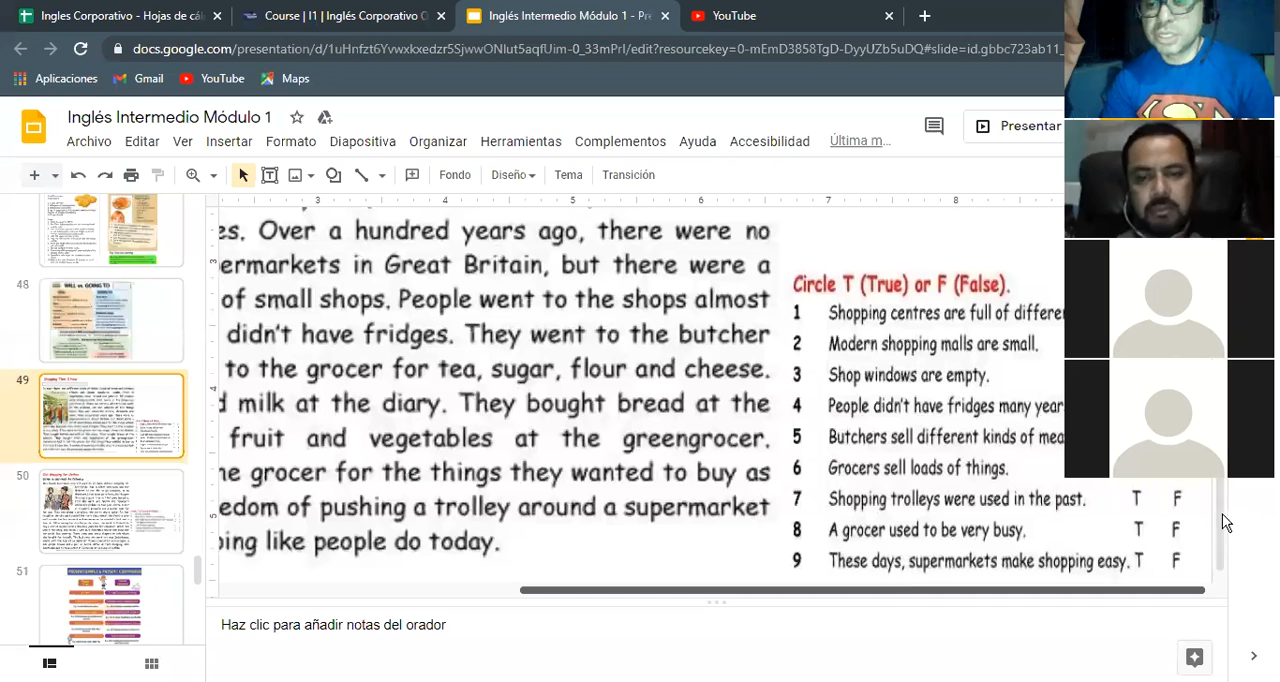 Ingles Corporativo - Hojas de cál
Course | I1 | Inglés Corporativo
Inglés Intermedio Módulo 1 - Pre
YouTube
docs.google.com/presentation/d/1uHnfzt6Yvwxkxedzr5SjwwONlut5aqfUim-0_33mPrI/edit?resourcekey=0-mEmD3858TgD-DyyUZb5uDQ#slide=id.gbbc723ab11_
Aplicaciones
Gmail
YouTube
Maps
Inglés Intermedio Módulo 1
Archivo Editar Ver Insertar Formato Diapositiva Organizar Herramientas Complementos Ayuda Accesibilidad Última m...
Presentar
Fondo Diseño Tema Transición
3 4 5 6 7 8
48
WILL vs. GOING TO
49
50
51
es. Over a hundred years ago, there were no
ermarkets in Great Britain, but there were a
of small shops. People went to the shops almost
didn't have fridges. They went to the butcher
to the grocer for tea, sugar, flour and cheese.
d milk at the diary. They bought bread at the
fruit and vegetables at the greengrocer.
he grocer for the things they wanted to buy as
edom of pushing a trolley around a supermarket
ping like people do today.
Circle T (True) or F (False).
1 Shopping centres are full of differe
2 Modern shopping malls are small.
3 Shop windows are empty.
4 People didn't have fridges many year
5 Butchers sell different kinds of mea
6 Grocers sell loads of things.
7 Shopping trolleys were used in the past. T F
8 A grocer used to be very busy. T F
9 These days, supermarkets make shopping easy. T F
Haz clic para añadir notas del orador